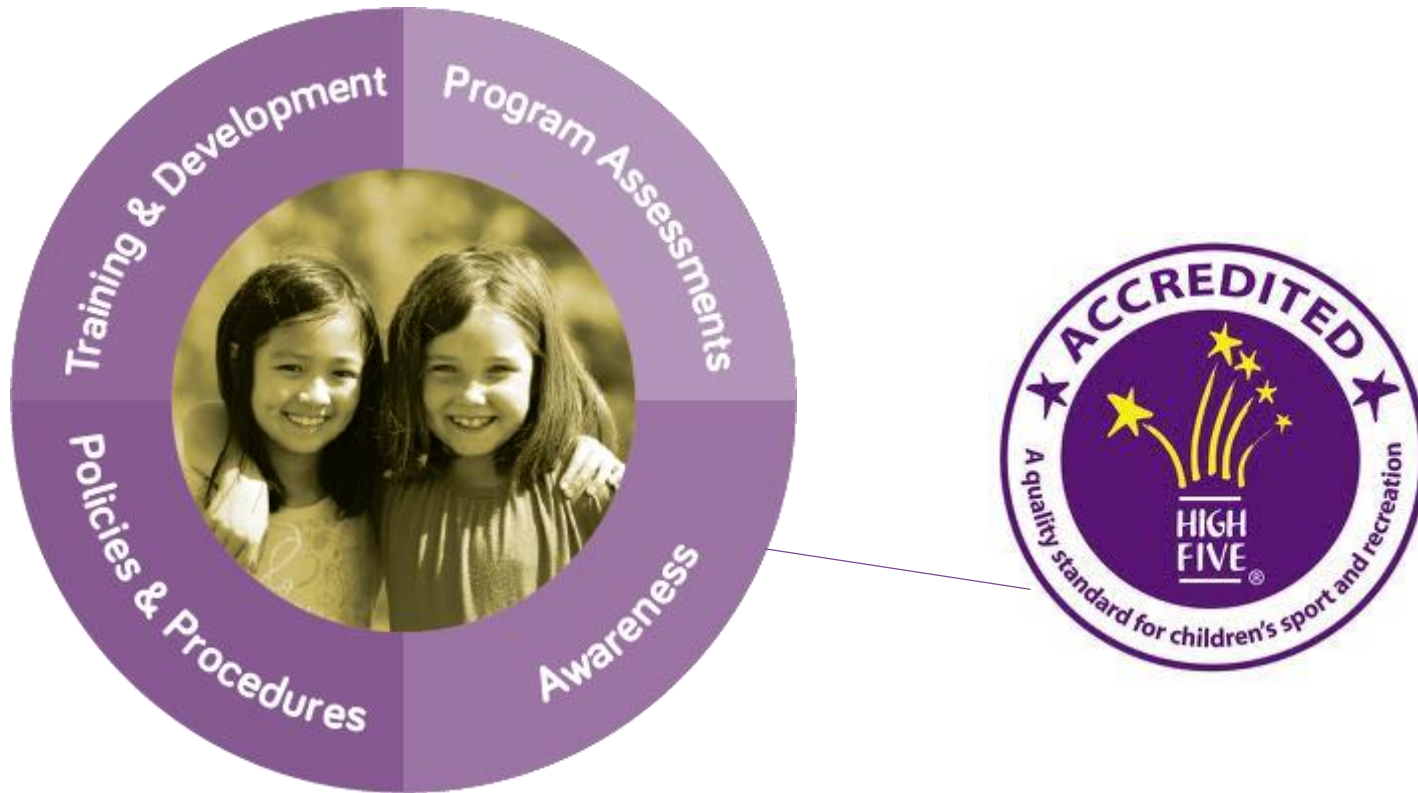 Training & Development
Program Assessments
Policies & Procedures
Awareness
ACCREDITED
HIGH
FIVE®
A quality standard for children's sport and recreation